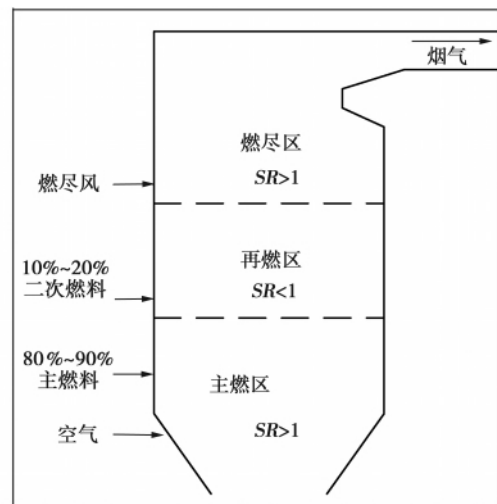 烟气
燃尽区
燃尽风
SR>1
10%~20%
二次燃料
再燃区
SR<1
80%~90%
主燃料
主燃区
空气
SR>1